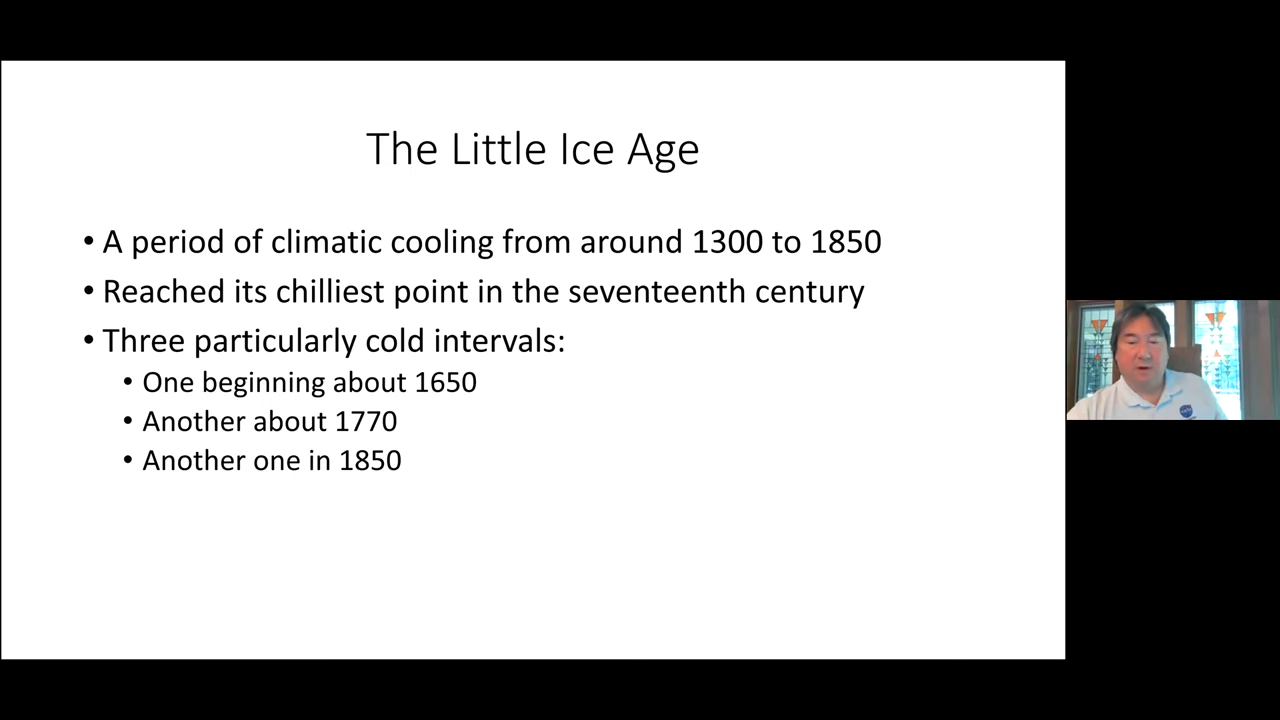 The Little Ice Age
• A period of climatic cooling from around 1300 to 1850
• Reached its chilliest point in the seventeenth century
• Three particularly cold intervals:
• One beginning about 1650
• Another about 1770
• Another one in 1850